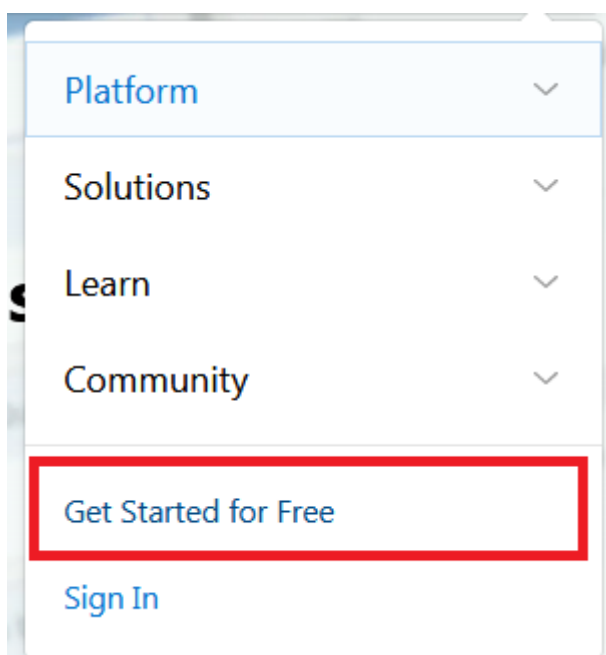 Platform
Solutions
Learn
Community
Get Started for Free
Sign In